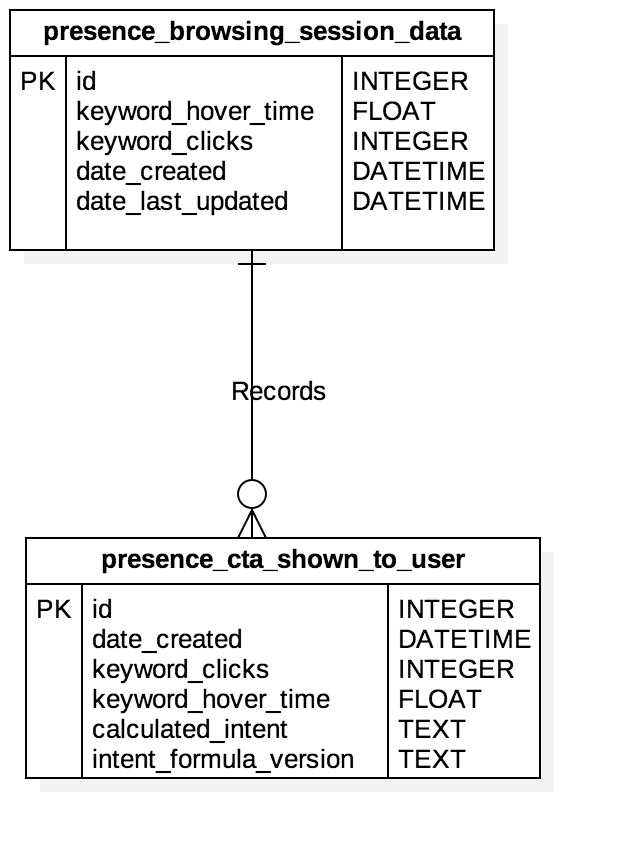 presence_browsing_session_data
PK id INTEGER
keyword_hover_time FLOAT
keyword_clicks INTEGER
date_created DATETIME
date_last_updated DATETIME
Records
presence_cta_shown_to_user
PK id INTEGER
date_created DATETIME
keyword_clicks INTEGER
keyword_hover_time FLOAT
calculated_intent TEXT
intent_formula_version TEXT